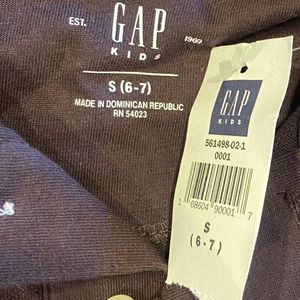 EST. GAP 1969
KIDS
S (6-7)
MADE IN DOMINICAN REPUBLIC
RN 54023
GAP
KIDS
561498-02-1
0001
1 68604 90001 7
S
(6-7)